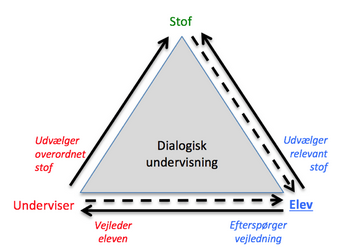 Stof
Udvælger
overordnet
stof
Dialogisk
undervisning
Udvælger
relevant
stof
Underviser
Elev
Vejleder
eleven
Efterspørger
vejledning